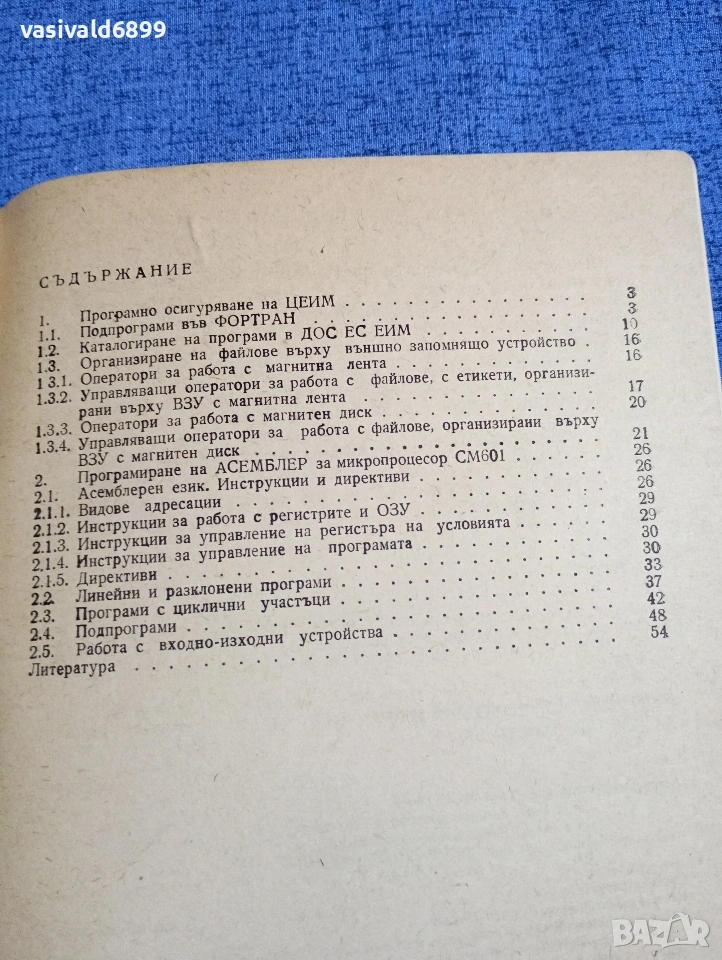 vasivald6899
СЪДЪРЖАНИЕ
1. Програмно осигуряване на ЦЕИМ . . . . . . . . . . . . . . . 3
1.1. Подпрограми във ФОРТРАН . . . . . . . . . . . . . . . 3
1.2. Каталогиране на програми в ДОС ЕС ЕИМ . . . . . . . . . . 10
1.3. Организиране на файлове върху външно запомнящо устройство . 16
1 3.1. Оператори за работа с магнитна лента . . . . . . . . . . . 16
1.3.2. Управляващи оператори за работа с файлове, с етикети, организи-
рани върху ВЗУ с магнитна лента . . . . . . . . . . . . . 17
1.3.3. Оператори за работа с магнитен диск . . . . . . . . . . . 20
1.3.4. Управляващи оператори за работа с файлове, организирани върху
ВЗУ с магнитен диск . . . . . . . . . . . . . . . . . . 21
2. Програмиране на АСЕМБЛЕР за микропроцесор СМ601 . . . . . . 26
2.1. Асемблерен език. Инструкции и директиви . . . . . . . . . . 26
2.1.1. Видове адресации . . . . . . . . . . . . . . . . . . . 26
2.1.2. Инструкции за работа с регистрите и ОЗУ . . . . . . . . . . 29
2.1.3. Инструкции за управление на регистъра на условията . . . . . 29
2.1.4. Инструкции за управление на програмата . . . . . . . . . . 30
2.1.5. Директиви . . . . . . . . . . . . . . . . . . . . . . 30
2.2. Линейни и разклонени програми . . . . . . . . . . . . . . 33
2.3. Програми с циклични участъци . . . . . . . . . . . . . . 37
2.4. Подпрограми . . . . . . . . . . . . . . . . . . . . . 42
2.5. Работа с входно-изходни устройства . . . . . . . . . . . . 48
Литература . . . . . . . . . . . . . . . . . . . . . . . . 54
BAZAR